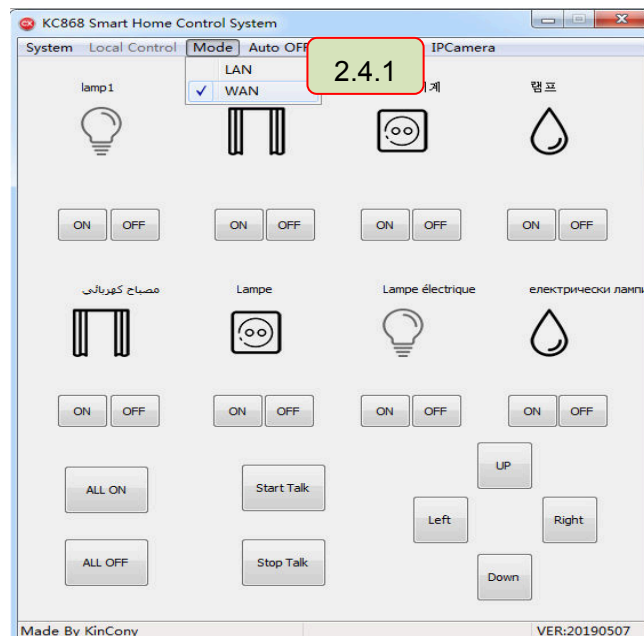 KC868 Smart Home Control System
System Local Control Mode Auto OFF IPCamera
LAN
WAN
2.4.1
lamp1
램프
ON OFF ON OFF ON OFF ON OFF
مصباح كهربائي Lampe Lampe électrique електрически лампи
ON OFF ON OFF ON OFF ON OFF
ALL ON Start Talk UP
Left Right
ALL OFF Stop Talk Down
Made By KinCony VER:20190507